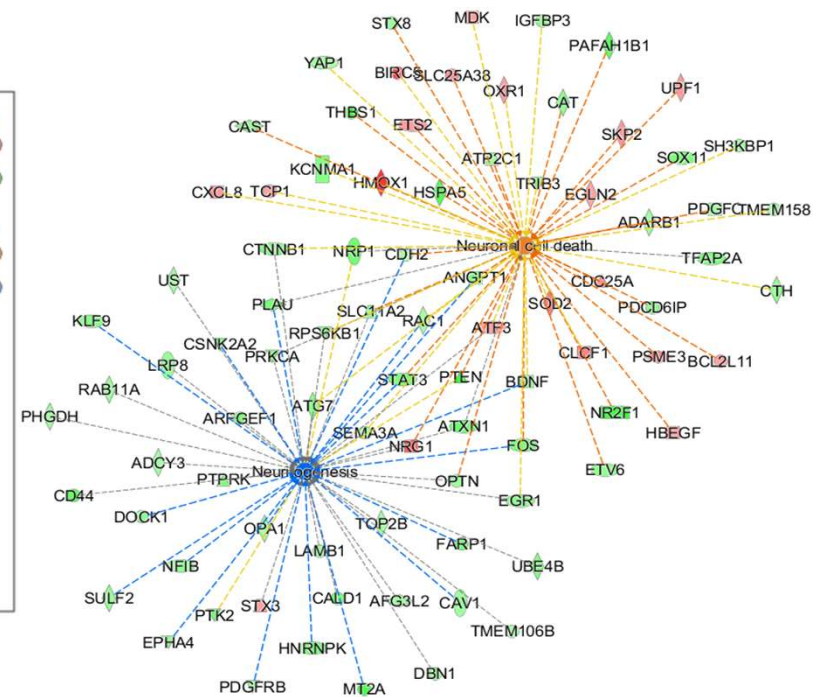 STX8
MDK
IGFBP3
PAFAH1B1
YAP1
BIRC5
SLC25A38
OXR1
CAT
UPF1
THBS1
ETS2
SKP2
CAST
ATP2C1
SOX11
SH3KBP1
KCNMA1
HMOX1
HSPA5
TRIB3
EGLN2
CXCL8
TCP1
ADARB1
PDGFC
TMEM158
CTNNB1
NRP1
CDH2
Neuronal cell death
TFAP2A
ANGPT1
CDC25A
CTH
UST
PLAU
SLC11A2
RAC1
SOD2
PDCD6IP
KLF9
RPS6KB1
ATF3
CSNK2A2
PRKCA
CLCF1
PSME3
BCL2L11
LRP8
STAT3
PTEN
BDNF
RAB11A
ATG7
NR2F1
PHGDH
ARFGEF1
SEMA3A
ATXN1
HBEGF
NRG1
FOS
ADCY3
Neuritogenesis
ETV6
CD44
PTPRK
OPTN
EGR1
DOCK1
OPA1
TOP2B
FARP1
NFIB
LAMB1
UBE4B
SULF2
PTK2
STX3
CALD1
AFG3L2
CAV1
TMEM106B
EPHA4
HNRNPK
DBN1
PDGFRB
MT2A